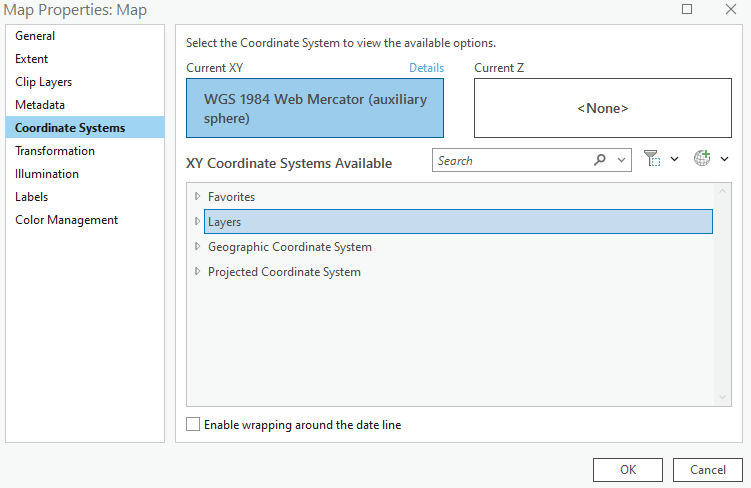 Map Properties: Map
General
Extent
Clip Layers
Metadata
Coordinate Systems
Transformation
Illumination
Labels
Color Management
Select the Coordinate System to view the available options.
Current XY
Details
Current Z
WGS 1984 Web Mercator (auxiliary
sphere)
<None>
XY Coordinate Systems Available
Search
Favorites
Layers
Geographic Coordinate System
Projected Coordinate System
Enable wrapping around the date line
OK
Cancel